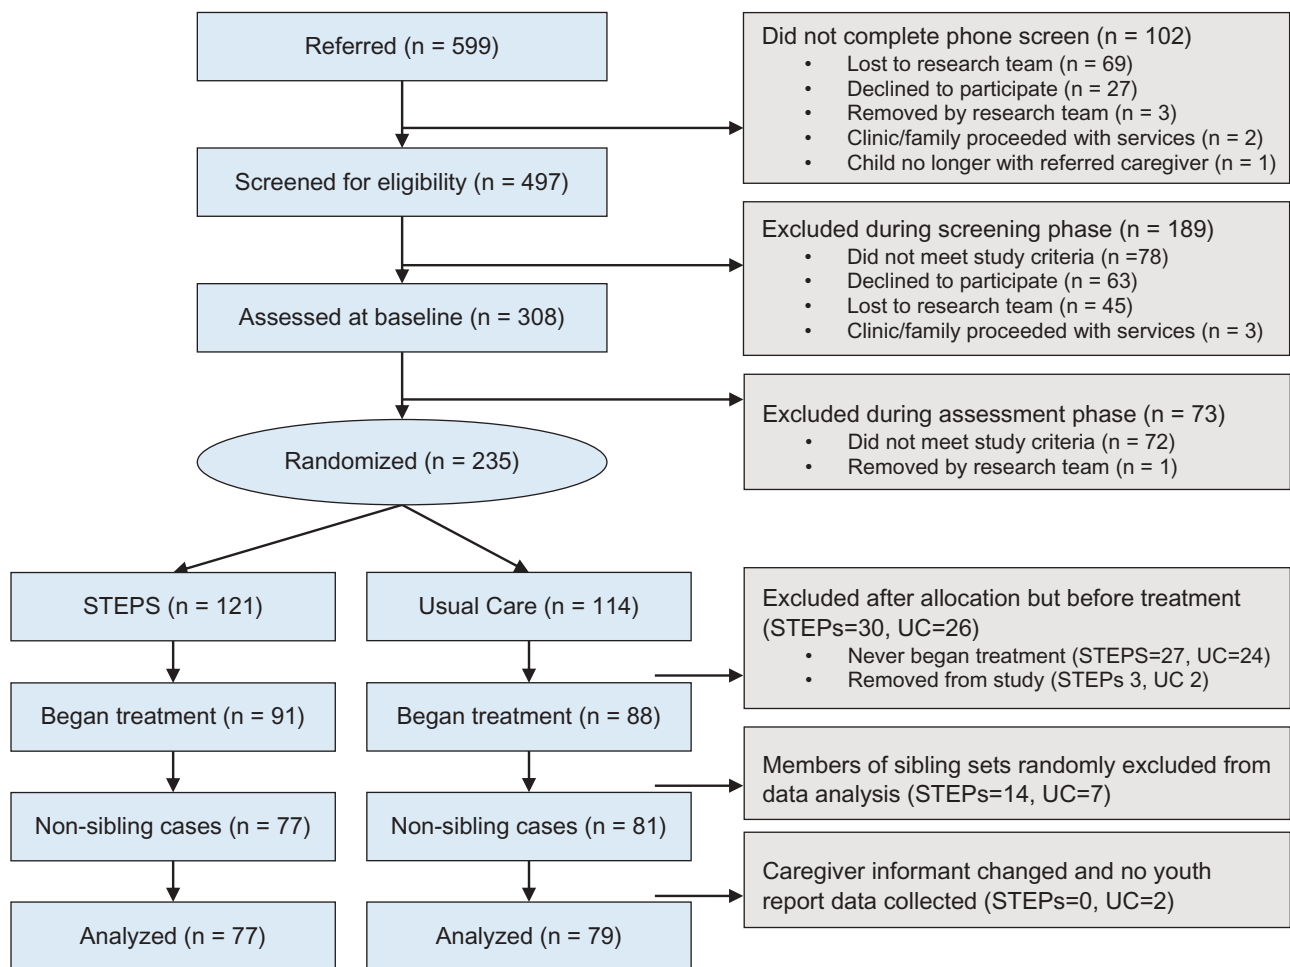 Referred (n = 599)
Did not complete phone screen (n = 102)
• Lost to research team (n = 69)
• Declined to participate (n = 27)
• Removed by research team (n = 3)
• Clinic/family proceeded with services (n = 2)
• Child no longer with referred caregiver (n = 1)
Screened for eligibility (n = 497)
Excluded during screening phase (n = 189)
• Did not meet study criteria (n =78)
• Declined to participate (n = 63)
• Lost to research team (n = 45)
• Clinic/family proceeded with services (n = 3)
Assessed at baseline (n = 308)
Excluded during assessment phase (n = 73)
• Did not meet study criteria (n = 72)
• Removed by research team (n = 1)
Randomized (n = 235)
STEPS (n = 121)
Usual Care (n = 114)
Excluded after allocation but before treatment
(STEPs=30, UC=26)
• Never began treatment (STEPS=27, UC=24)
• Removed from study (STEPs 3, UC 2)
Began treatment (n = 91)
Began treatment (n = 88)
Members of sibling sets randomly excluded from
data analysis (STEPs=14, UC=7)
Non-sibling cases (n = 77)
Non-sibling cases (n = 81)
Caregiver informant changed and no youth
report data collected (STEPs=0, UC=2)
Analyzed (n = 77)
Analyzed (n = 79)